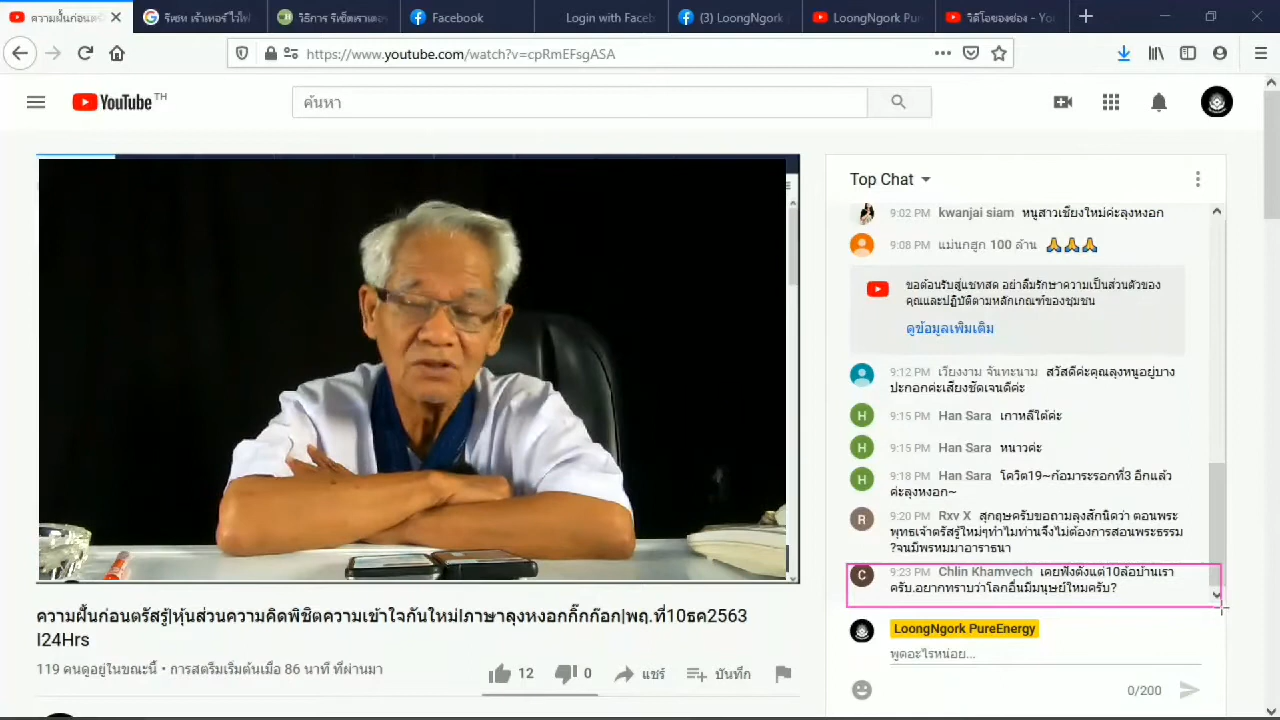 ความฝันก่อนตรัส
รีเซท เร้าเทอร์ ไวไฟ
วิธีการ รีเซ็ตเราเตอร
Facebook
Login with Faceb
(3) LoongNgork
LoongNgork Pur
วิดีโอของช่อง - Yo
https://www.youtube.com/watch?v=cpRmEFsgASA
YouTube TH
ค้นหา
Top Chat
9:02 PM kwanjai siam หนูสาวเชียงใหม่ค่ะลุงหงอก
9:08 PM แม่นกฮูก 100 ล้าน 🙏🙏🙏
ขอต้อนรับสู่แชทสด อย่าลืมรักษาความเป็นส่วนตัวของ
คุณและปฏิบัติตามหลักเกณฑ์ของชุมชน
ดูข้อมูลเพิ่มเติม
9:12 PM เวียงงาม จันทะนาม สวัสดีค่ะคุณลุงหนูอยู่บาง
ปะกอกค่ะเสียงชัดเจนดีค่ะ
H 9:15 PM Han Sara เกาหลีใต้ค่ะ
H 9:15 PM Han Sara หนาวค่ะ
H 9:18 PM Han Sara โควิด19~ก้อมาระรอกที่3 อีกแล้ว
ค่ะลุงหงอก~
R 9:20 PM Rxv X สุกฤษครับขอถามลุงสักนิดว่า ตอนพระ
พุทธเจ้าตรัสรู้ใหม่ๆทำไมท่านจึงไม่ต้องการสอนพระธรรม
?จนมีพรหมมาอาราธนา
C 9:23 PM Chlin Khamvech เคยฟังตั้งแต่10ล้อบ้านเรา
ครับ.อยากทราบว่าโลกอื่นมีมนุษย์ใหมครับ?
LoongNgork PureEnergy
พูดอะไรหน่อย...
0/200
ความฝันก่อนตรัสรู้|หุ้นส่วนความคิดพิชิตความเข้าใจกันใหม่|ภาษาลุงหงอกกิ๊กก๊อก|พฤ.ที่10ธค2563
|24Hrs
119 คนดูอยู่ในขณะนี้ • การสตรีมเริ่มต้นเมื่อ 86 นาที ที่ผ่านมา
12
0
แชร์
บันทึก